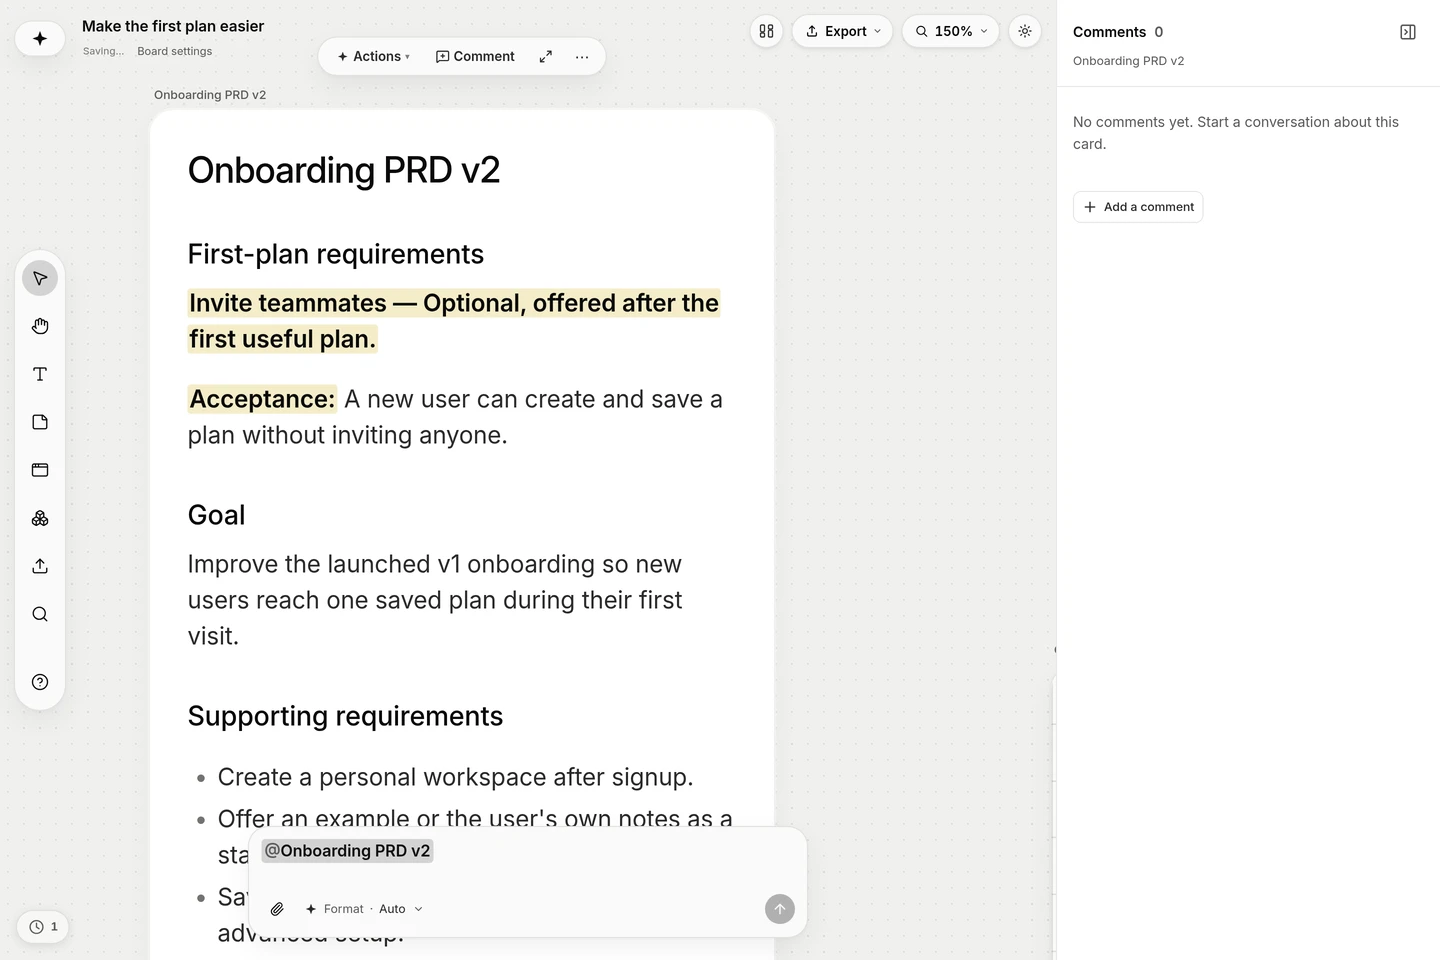 Make the first plan easier
Saving...
Board settings
Actions
Comment
Export
150%
Comments 0
Onboarding PRD v2
No comments yet. Start a conversation about this
card.
Add a comment
Onboarding PRD v2
Onboarding PRD v2
First-plan requirements
Invite teammates — Optional, offered after the
first useful plan.
Acceptance: A new user can create and save a
plan without inviting anyone.
Goal
Improve the launched v1 onboarding so new
users reach one saved plan during their first
visit.
Supporting requirements
Create a personal workspace after signup.
Offer an example or the user's own notes as a
@Onboarding PRD v2
Format · Auto
advanced setup.
1